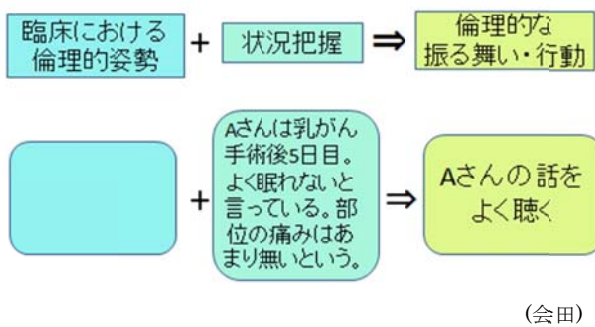 臨床における
倫理的姿勢
+
状況把握
⇒
倫理的な
振る舞い・行動
+
Aさんは乳がん
手術後5日目。
よく眠れないと
言っている。部
位の痛みはあ
まり無いという。
⇒
Aさんの話を
よく聴く
(会田)